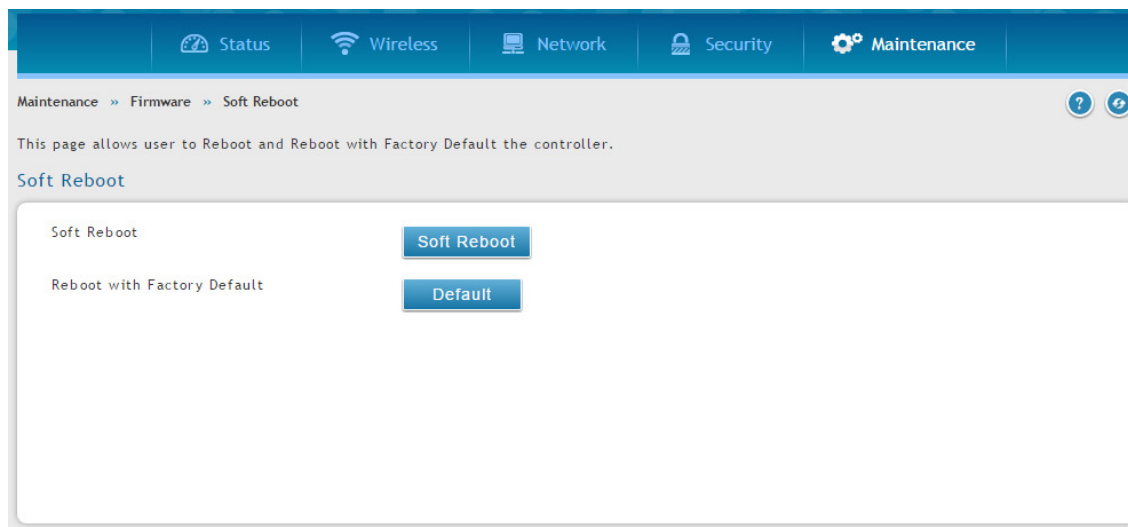 Status Wireless Network Security Maintenance
Maintenance » Firmware » Soft Reboot
?
This page allows user to Reboot and Reboot with Factory Default the controller.
Soft Reboot
Soft Reboot Soft Reboot
Reboot with Factory Default Default